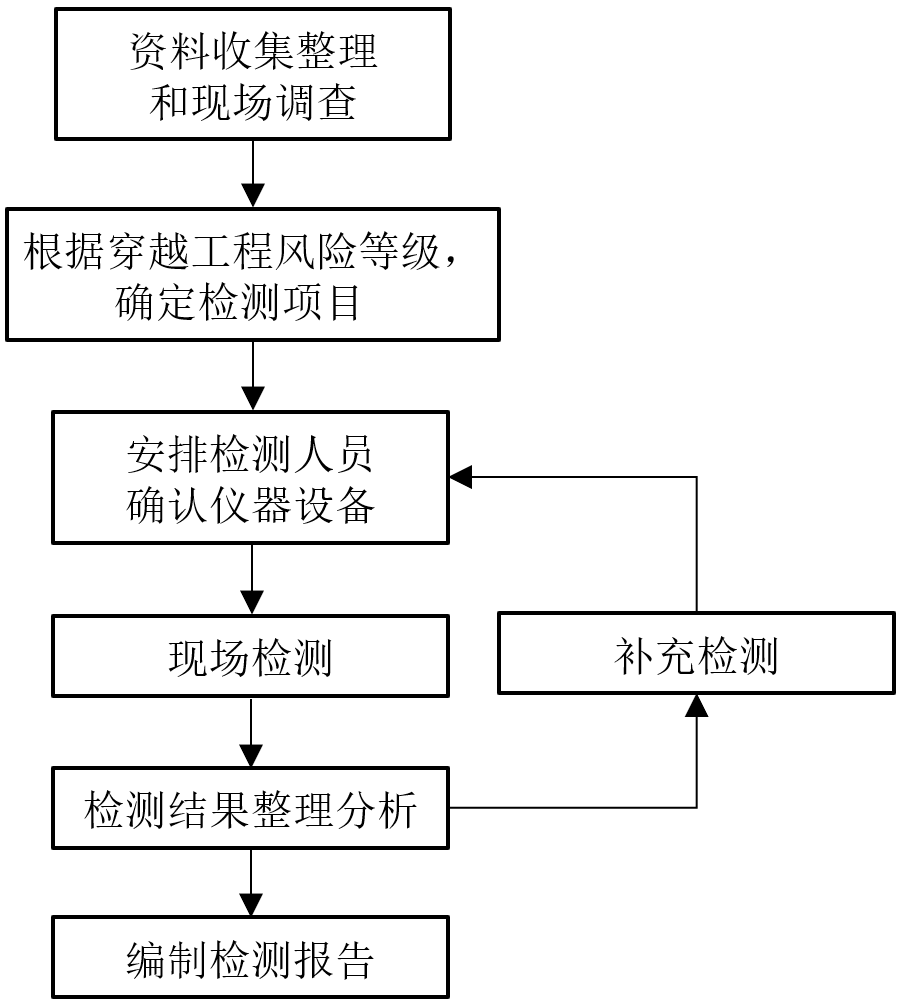 资料收集整理
和现场调查
根据穿越工程风险等级，
确定检测项目
安排检测人员
确认仪器设备
现场检测
补充检测
检测结果整理分析
编制检测报告